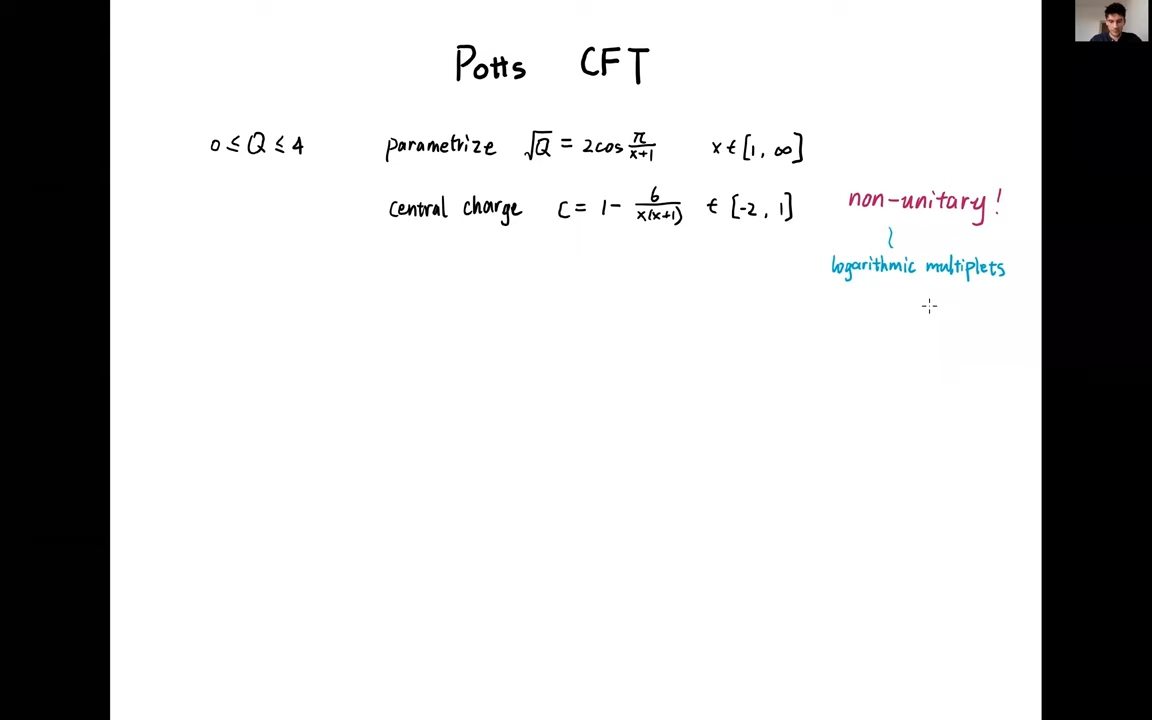 Potts CFT
0 ≤ Q ≤ 4 parametrize √Q = 2cos π/(x+1) x ∈ [1, ∞]
central charge C = 1 - 6/(x(x+1)) ∈ [-2, 1] non-unitary!
logarithmic multiplets